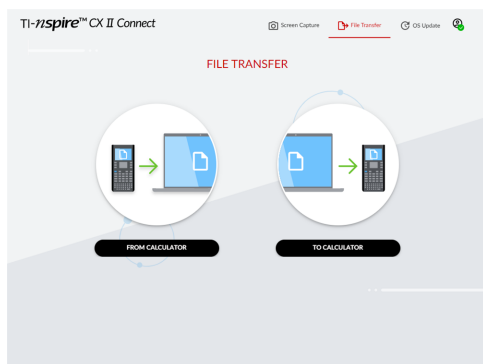 TI-nspire™ CX II Connect
Screen Capture
File Transfer
OS Update
FILE TRANSFER
FROM CALCULATOR
TO CALCULATOR